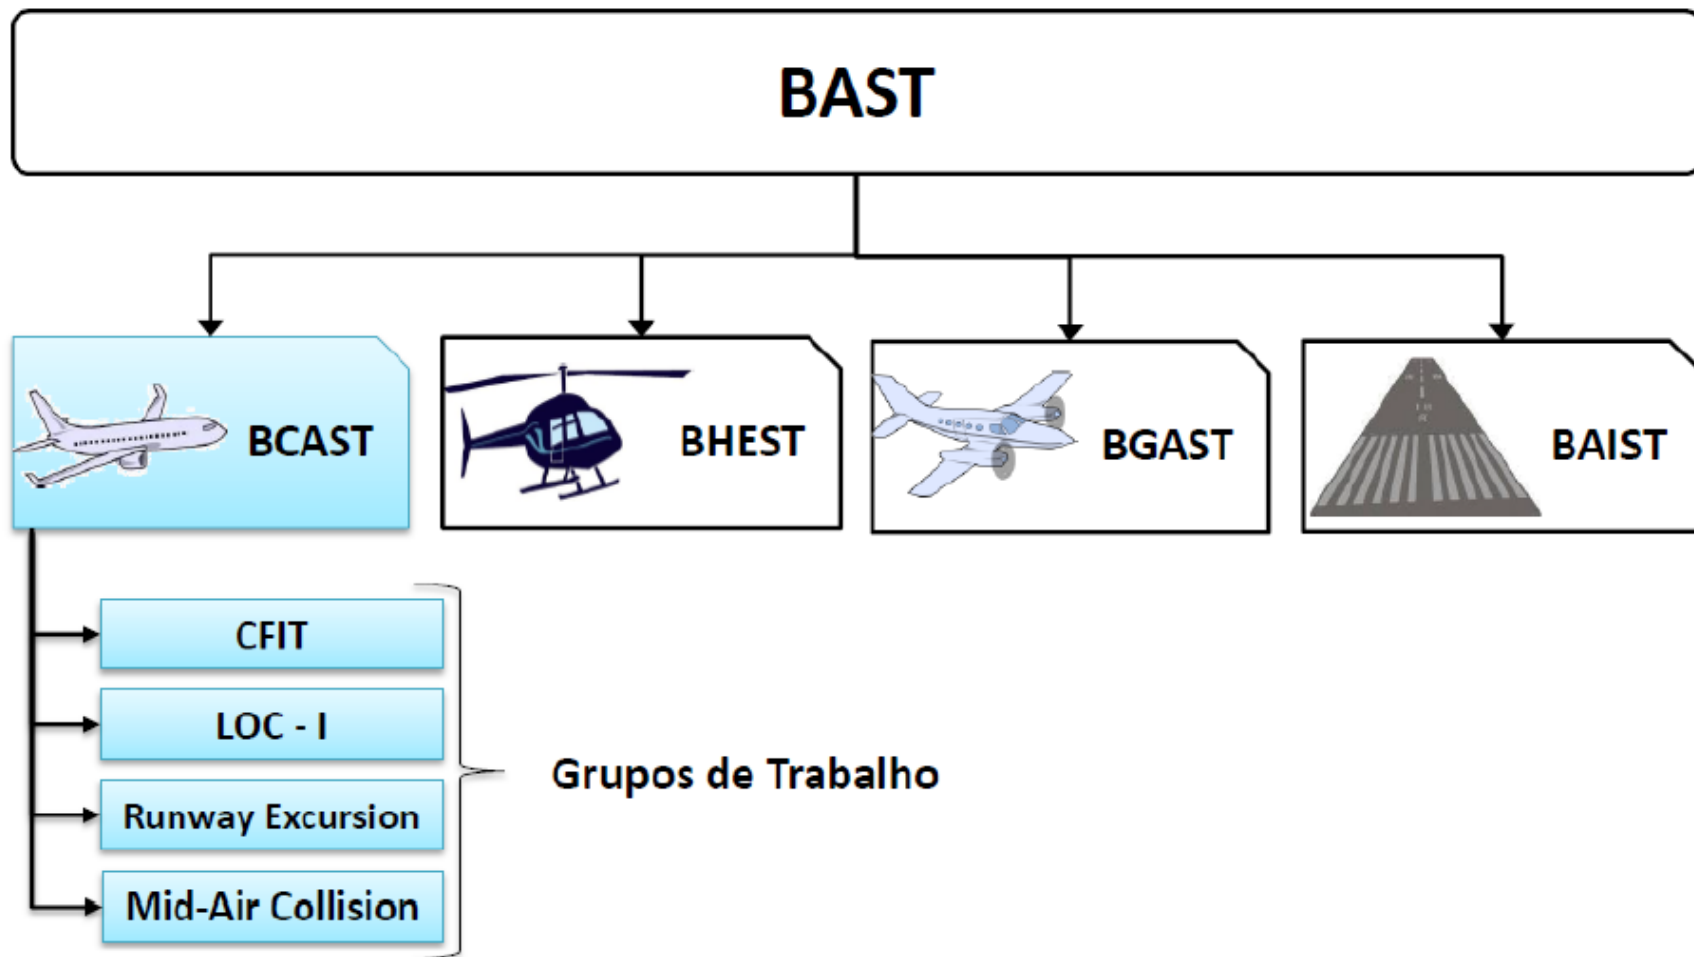 BAST
BCAST
BHEST
BGAST
BAIST
CFIT
LOC - I
Runway Excursion
Mid-Air Collision
Grupos de Trabalho